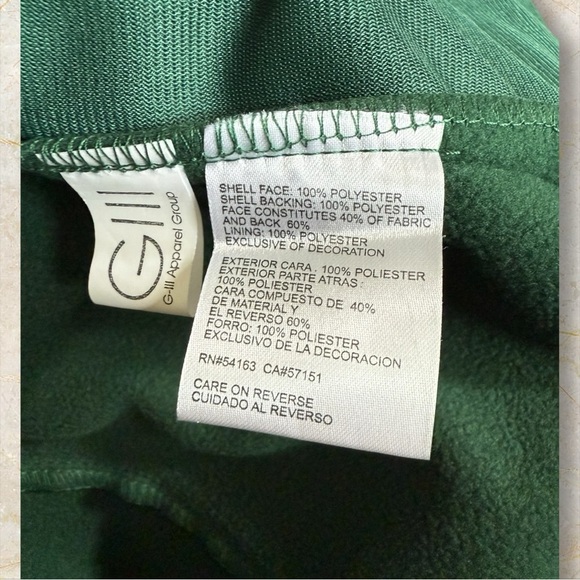 GIII
G-III Apparel Group
SHELL FACE: 100% POLYESTER
SHELL BACKING: 100% POLYESTER
FACE CONSTITUTES 40% OF FABRIC
AND BACK 60%
LINING: 100% POLYESTER
EXCLUSIVE OF DECORATION
EXTERIOR CARA : 100% POLIESTER
EXTERIOR PARTE ATRAS :
100% POLIESTER
CARA COMPUESTO DE 40%
DE MATERIAL Y
EL REVERSO 60%
FORRO: 100% POLIESTER
EXCLUSIVO DE LA DECORACION
RN#54163 CA#57151
CARE ON REVERSE
CUIDADO AL REVERSO